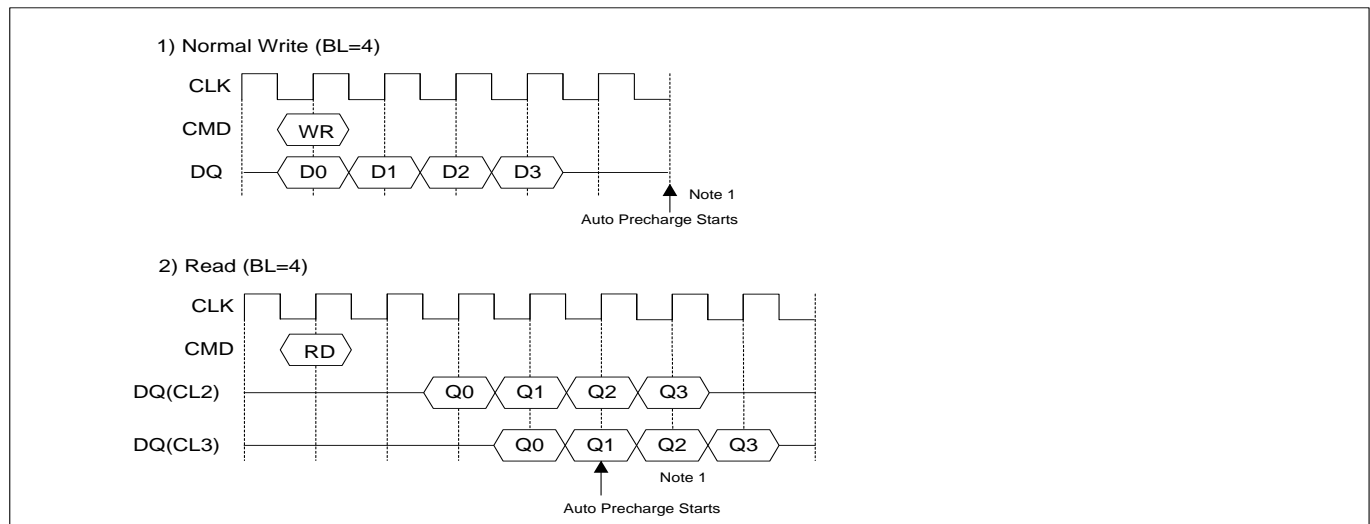 1) Normal Write (BL=4)
CLK
CMD WR
DQ D0 D1 D2 D3
Note 1
Auto Precharge Starts
2) Read (BL=4)
CLK
CMD RD
DQ(CL2) Q0 Q1 Q2 Q3
DQ(CL3) Q0 Q1 Q2 Q3
Note 1
Auto Precharge Starts